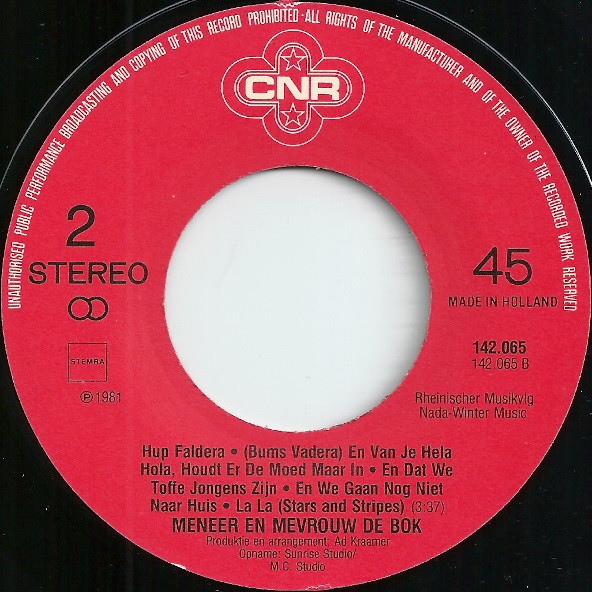 UNAUTHORISED PUBLIC PERFORMANCE BROADCASTING AND COPYING OF THIS RECORD PROHIBITED-ALL RIGHTS OF THE MANUFACTURER AND OF THE OWNER OF THE RECORDED WORK RESERVED
CNR
2
STEREO
45
MADE IN HOLLAND
STEMRA
℗1981
142.065
142.065 B
Rheinischer Musikvlg
Nada-Winter Music
Hup Faldera • (Bums Vadera) En Van Je Hela
Hola, Houdt Er De Moed Maar In • En Dat We
Toffe Jongens Zijn • En We Gaan Nog Niet
Naar Huis • La La (Stars and Stripes) (3:37)
MENEER EN MEVROUW DE BOK
Produktie en arrangement: Ad Kraamer
Opname: Sunrise Studio/
M.C. Studio